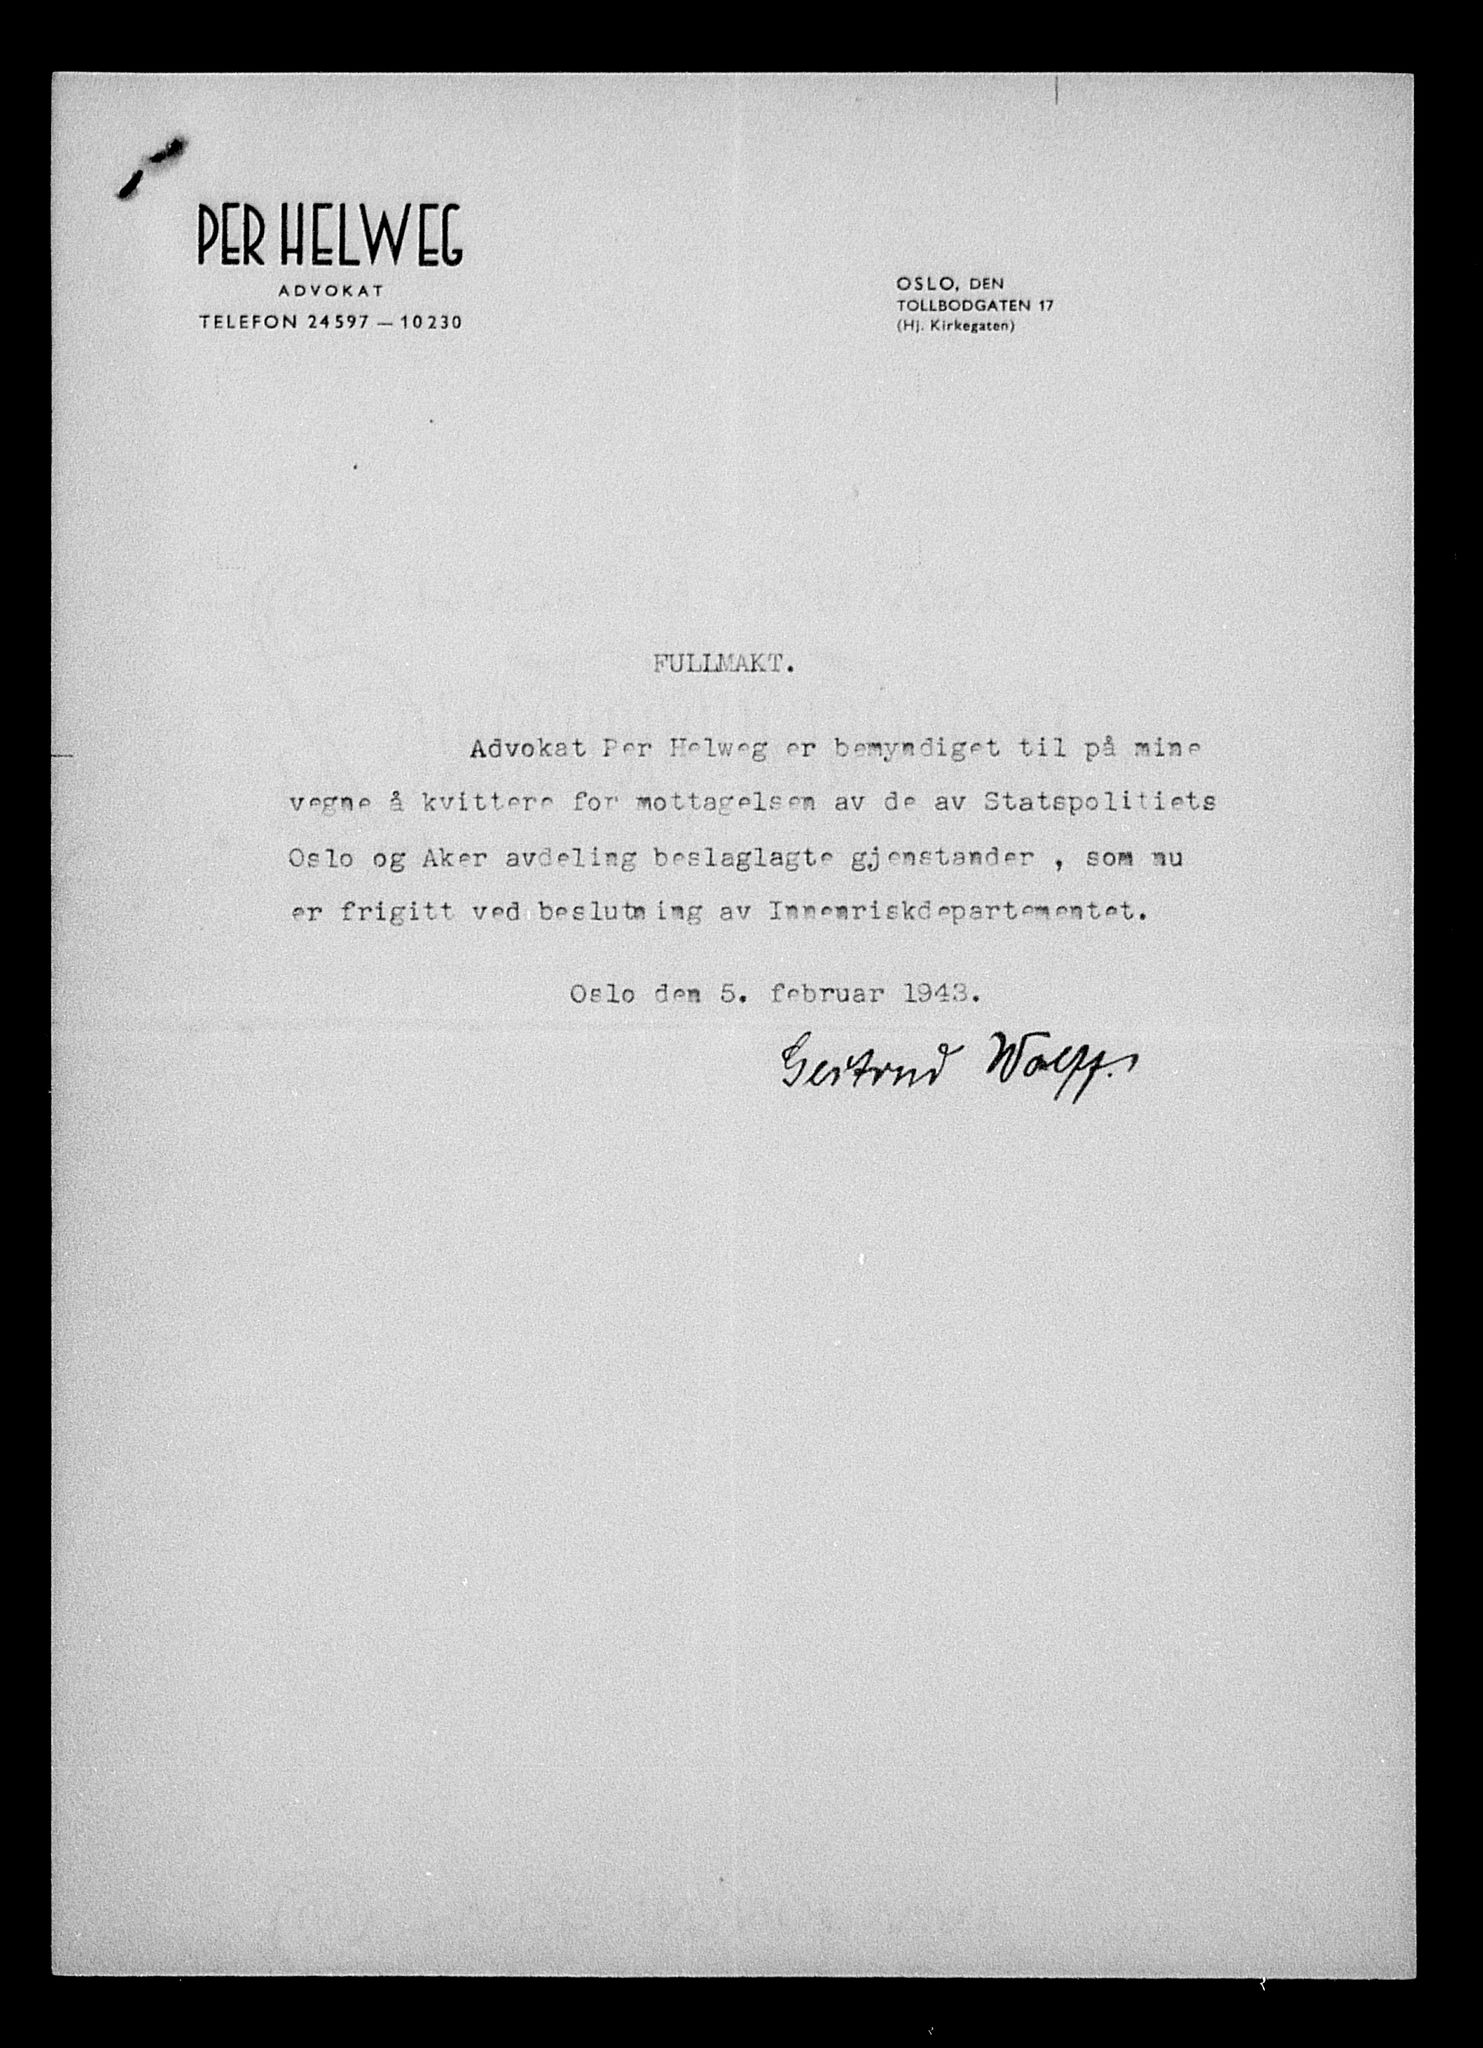 PER HELWEG
ADVOKAT
TELEFON 24597 — 10230
OSLO, DEN
TOLLBODGATEN 17
(Hj. Kirkegaten)
FULLMAKT.
Advokat Per Helweg er bemyndiget til på mine
vegne å kvittere for mottagelsen av de av Statspolitiets
Oslo og Aker avdeling beslaglagte gjenstander , som nu
er frigitt ved beslutning av Innenriskdepartementet.
Oslo den 5. februar 1943.
Gertrud Wolff.